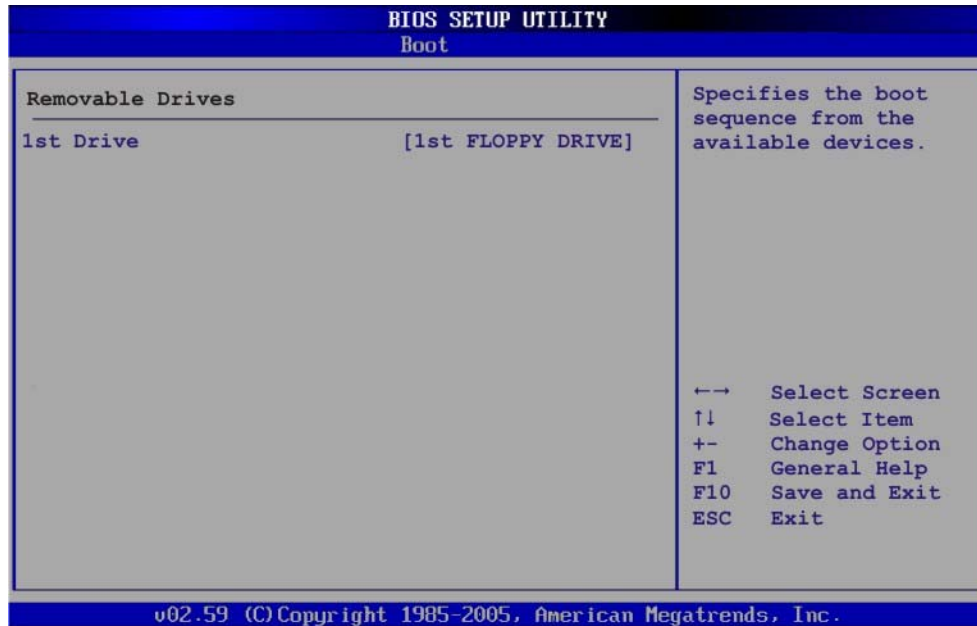 BIOS SETUP UTILITY
Boot
Removable Drives
1st Drive [1st FLOPPY DRIVE]
Specifies the boot
sequence from the
available devices.
←→ Select Screen
↑↓ Select Item
+- Change Option
F1 General Help
F10 Save and Exit
ESC Exit
v02.59 (C)Copyright 1985-2005, American Megatrends, Inc.